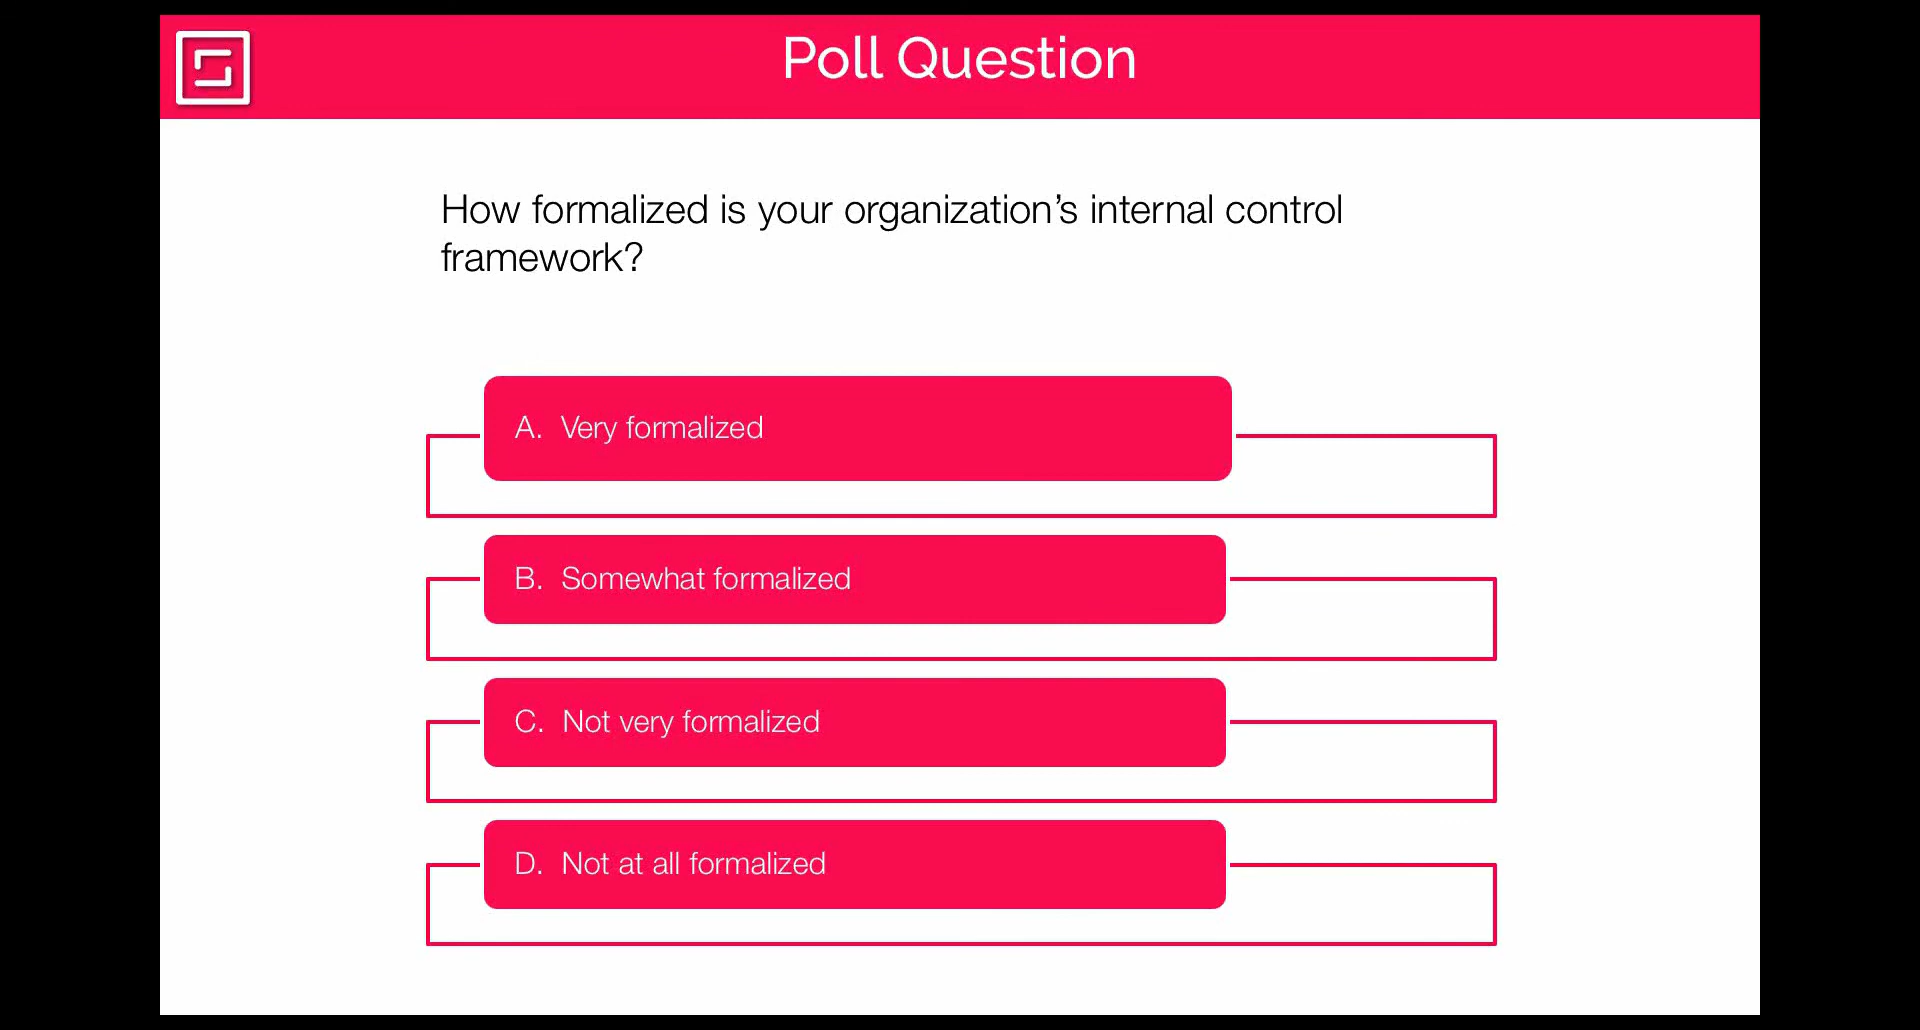 Poll Question
How formalized is your organization’s internal control
framework?
A. Very formalized
B. Somewhat formalized
C. Not very formalized
D. Not at all formalized